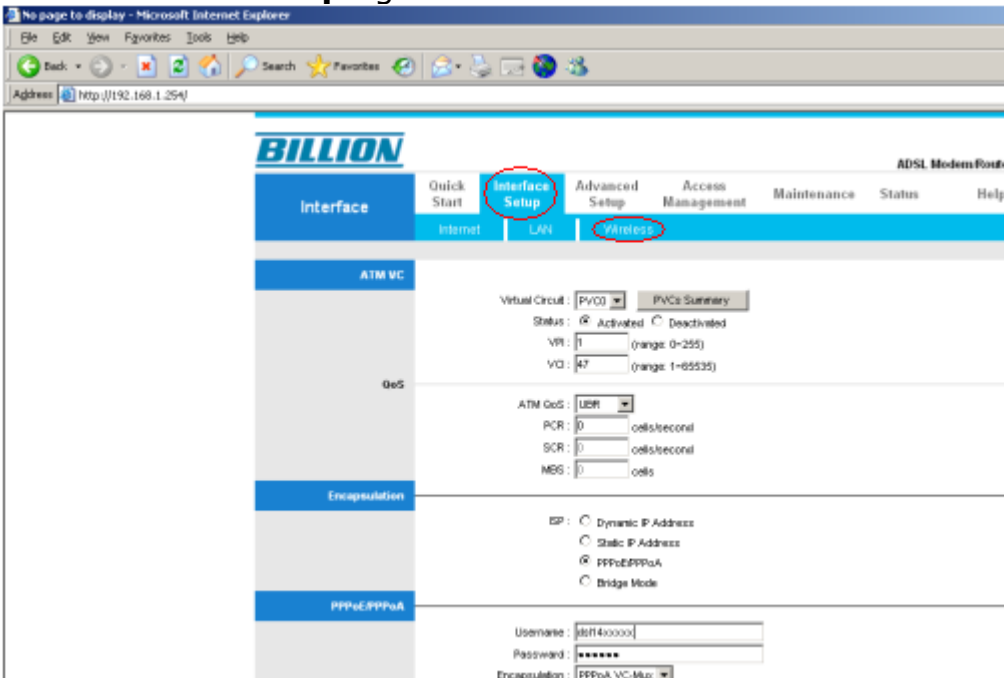 No page to display - Microsoft Internet Explorer
File Edit View Favorites Tools Help
Back Search Favorites
Address http://192.168.1.254/
BILLION
ADSL Modem/Route
Interface
Quick Start
Interface Setup
Advanced Setup
Access Management
Maintenance
Status
Help
Internet LAN Wireless
ATM VC
Virtual Circuit : PVC0 PVCs Summary
Status : Activated Deactivated
VPI : 1 (range: 0~255)
VCI : 47 (range: 1~65535)
QoS
ATM QoS : UBR
PCR : 0 cells/second
SCR : 0 cells/second
MBS : 0 cells
Encapsulation
ISP : Dynamic IP Address
Static IP Address
PPPoE/PPPoA
Bridge Mode
PPPoE/PPPoA
Username :
Password : ••••••
Encapsulation : PPPoA VC-Mux